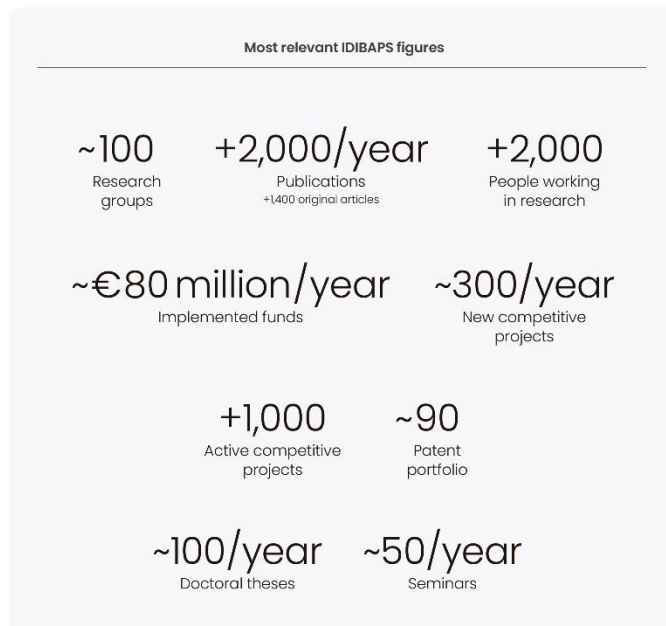 Most relevant IDIBAPS figures
~100
Research
groups
+2,000/year
Publications
+1,400 original articles
+2,000
People working
in research
~€80 million/year
Implemented funds
~300/year
New competitive
projects
+1,000
Active competitive
projects
~90
Patent
portfolio
~100/year
Doctoral theses
~50/year
Seminars